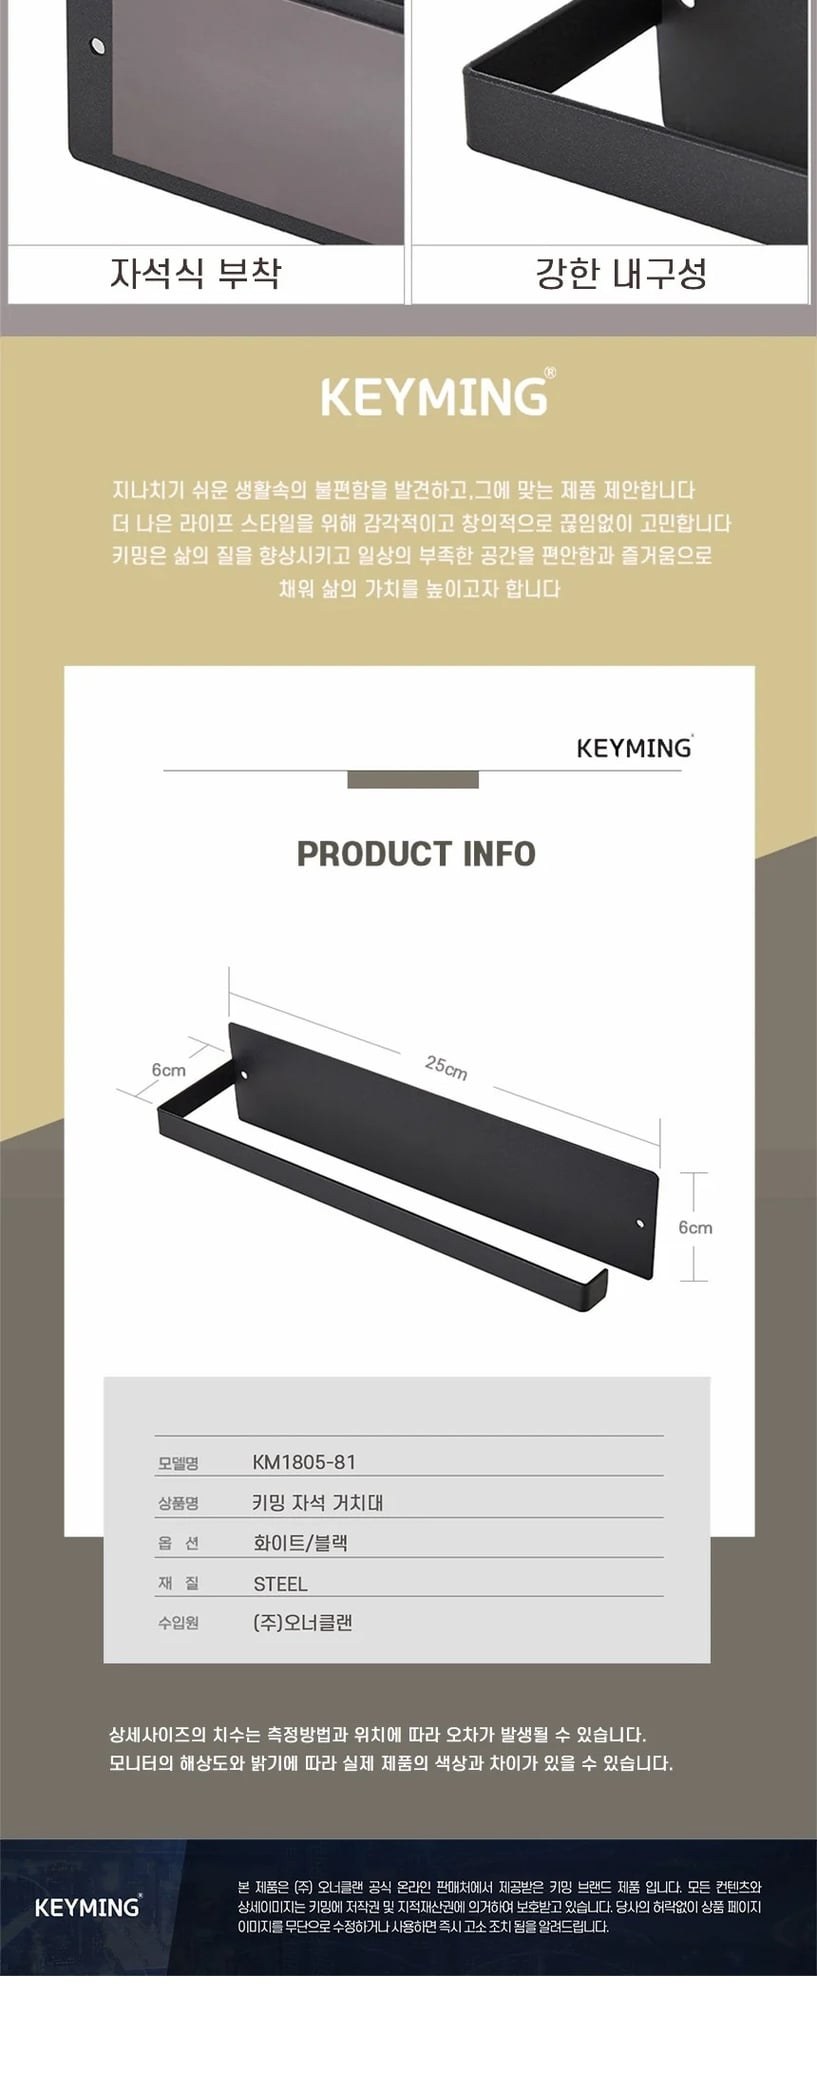 자석식 부착
강한 내구성
KEYMING®
지나치기 쉬운 생활속의 불편함을 발견하고,그에 맞는 제품 제안합니다
더 나은 라이프 스타일을 위해 감각적이고 창의적으로 끊임없이 고민합니다
키밍은 삶의 질을 향상시키고 일상의 부족한 공간을 편안함과 즐거움으로
채워 삶의 가치를 높이고자 합니다
KEYMING
PRODUCT INFO
25cm
6cm
6cm
모델명 KM1805-81
상품명 키밍 자석 거치대
옵 션 화이트/블랙
재 질 STEEL
수입원 (주)오너클랜
상세사이즈의 치수는 측정방법과 위치에 따라 오차가 발생될 수 있습니다.
모니터의 해상도와 밝기에 따라 실제 제품의 색상과 차이가 있을 수 있습니다.
KEYMING
본 제품은 (주) 오너클랜 공식 온라인 판매처에서 제공받은 키밍 브랜드 제품 입니다. 모든 컨텐츠와
상세이미지는 키밍에 저작권 및 지적재산권에 의거하여 보호받고 있습니다. 당사의 허락없이 상품 페이지
이미지를 무단으로 수정하거나 사용하면 즉시 고소 조치 됨을 알려드립니다.